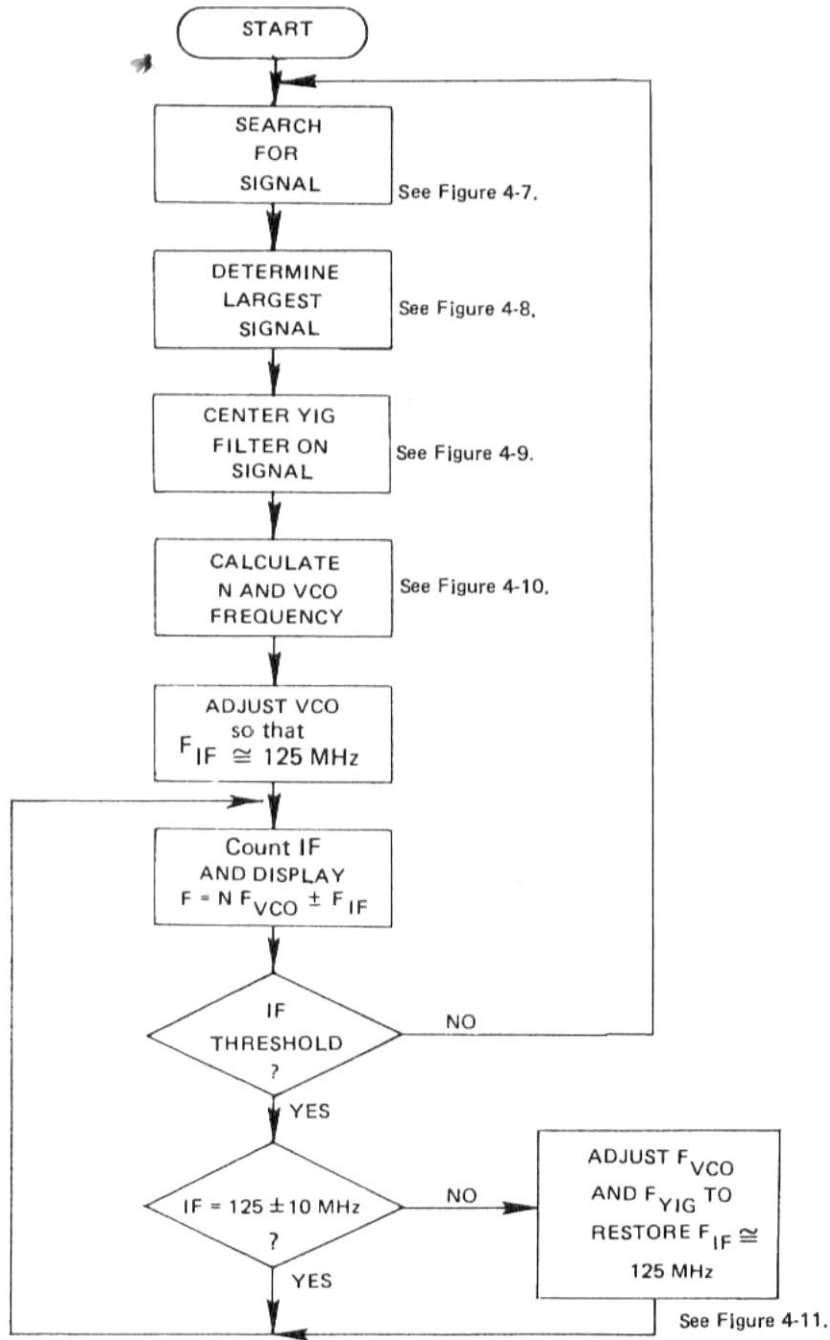 START
SEARCH
FOR
SIGNAL
See Figure 4-7.
DETERMINE
LARGEST
SIGNAL
See Figure 4-8.
CENTER YIG
FILTER ON
SIGNAL
See Figure 4-9.
CALCULATE
N AND VCO
FREQUENCY
See Figure 4-10.
ADJUST VCO
so that
F_IF ≅ 125 MHz
Count IF
AND DISPLAY
F = N F_VCO ± F_IF
IF
THRESHOLD
?
NO
YES
IF = 125 ± 10 MHz
?
NO
YES
ADJUST F_VCO
AND F_YIG TO
RESTORE F_IF ≅
125 MHz
See Figure 4-11.